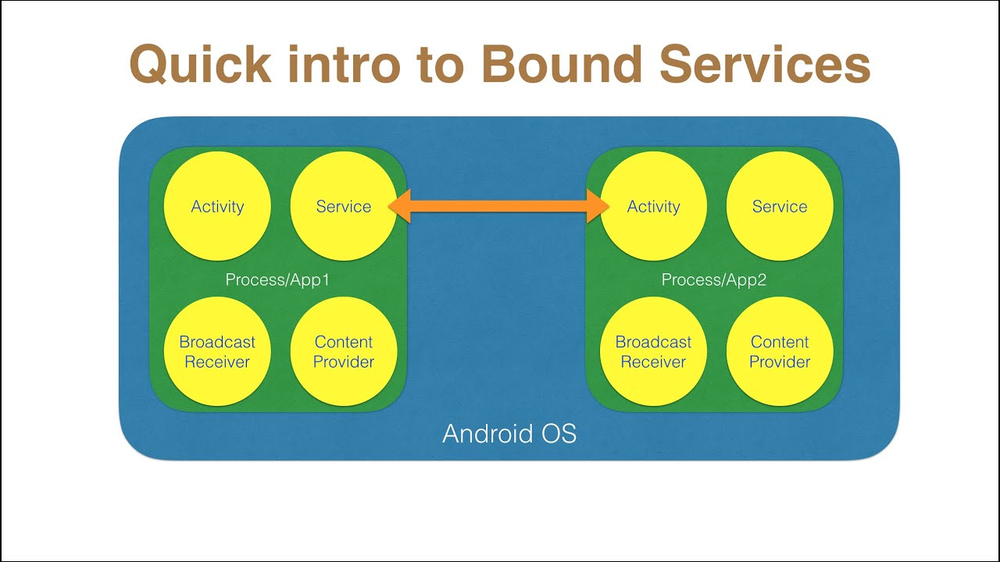 Quick intro to Bound Services
Activity
Service
Process/App1
Broadcast
Receiver
Content
Provider
Activity
Service
Process/App2
Broadcast
Receiver
Content
Provider
Android OS